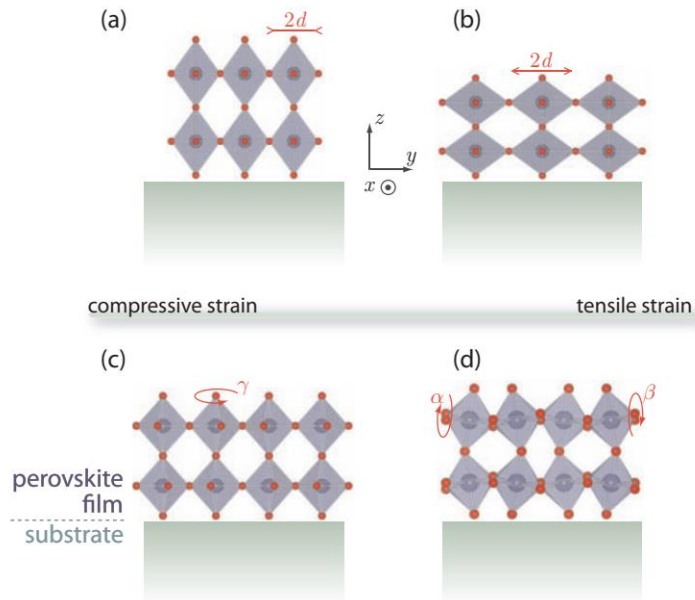 (a)
2d
(b)
2d
z
y
x
compressive strain
tensile strain
(c)
γ
(d)
α
β
perovskite
film
substrate